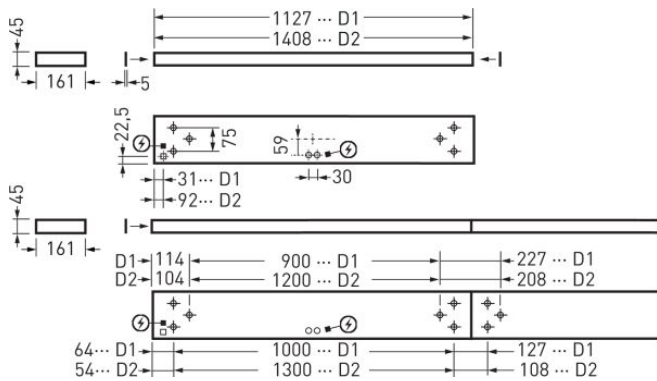 1127 ··· D1
1408 ··· D2
45
161
5
22,5
75
59
30
31··· D1
92··· D2
45
161
D1 114 900 ··· D1 227 ··· D2
D2 104 1200 ··· D2 208 ··· D2
64··· D1 1000 ··· D1 127 ··· D1
54··· D2 1300 ··· D2 108 ··· D2